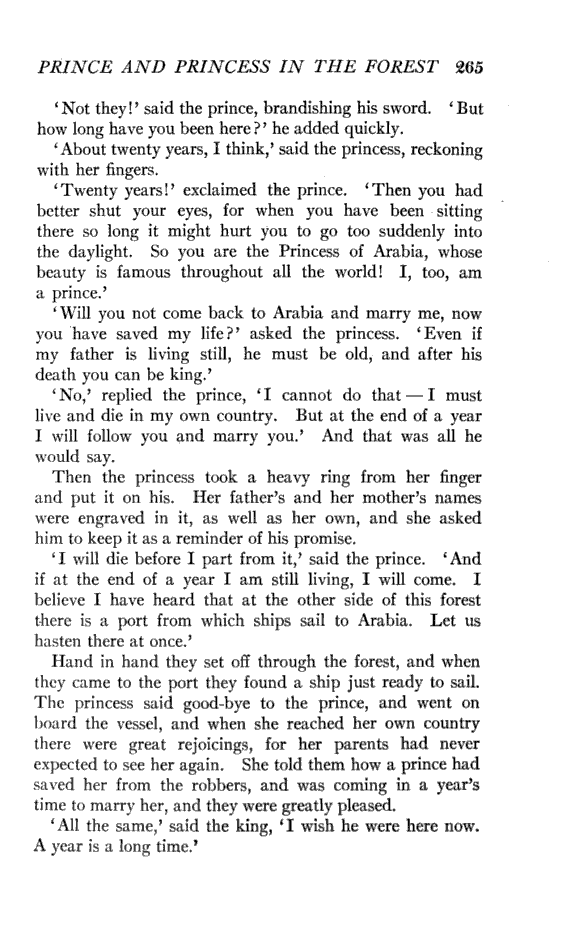 PRINCE AND PRINCESS IN THE FOREST 265
‘Not they!’ said the prince, brandishing his sword. ‘But
how long have you been here?’ he added quickly.
‘About twenty years, I think,’ said the princess, reckoning
with her fingers.
‘Twenty years!’ exclaimed the prince. ‘Then you had
better shut your eyes, for when you have been sitting
there so long it might hurt you to go too suddenly into
the daylight. So you are the Princess of Arabia, whose
beauty is famous throughout all the world! I, too, am
a prince.’
‘Will you not come back to Arabia and marry me, now
you have saved my life?’ asked the princess. ‘Even if
my father is living still, he must be old, and after his
death you can be king.’
‘No,’ replied the prince, ‘I cannot do that — I must
live and die in my own country. But at the end of a year
I will follow you and marry you.’ And that was all he
would say.
Then the princess took a heavy ring from her finger
and put it on his. Her father’s and her mother’s names
were engraved in it, as well as her own, and she asked
him to keep it as a reminder of his promise.
‘I will die before I part from it,’ said the prince. ‘And
if at the end of a year I am still living, I will come. I
believe I have heard that at the other side of this forest
there is a port from which ships sail to Arabia. Let us
hasten there at once.’
Hand in hand they set off through the forest, and when
they came to the port they found a ship just ready to sail.
The princess said good-bye to the prince, and went on
board the vessel, and when she reached her own country
there were great rejoicings, for her parents had never
expected to see her again. She told them how a prince had
saved her from the robbers, and was coming in a year’s
time to marry her, and they were greatly pleased.
‘All the same,’ said the king, ‘I wish he were here now.
A year is a long time.’